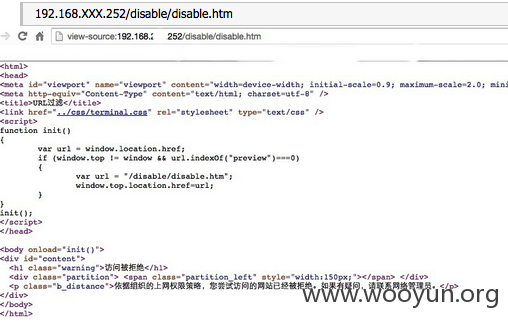 192.168.XXX.252/disable/disable.htm
view-source:192.168.2 252/disable/disable.htm
<html>
<head>
<meta id="viewport" name="viewport" content="width=device-width; initial-scale=0.9; maximum-scale=2.0; mini
<meta http-equiv="Content-Type" content="text/html; charset=utf-8" />
<title>URL过滤</title>
<link href="../css/terminal.css" rel="stylesheet" type="text/css" />
<script>
function init()
{
var url = window.location.href;
if (window.top != window && url.indexOf("preview")===0)
{
var url = "/disable/disable.htm";
window.top.location.href=url;
}
}
init();
</script>
</head>
<body onload="init()">
<div id="content">
<h1 class="warning">访问被拒绝</h1>
<div class="partition"> <span class="partition_left" style="width:150px;"></span> </div>
<p class="b_distance">依据组织的上网权限策略，您尝试访问的网站已经被拒绝。如果有疑问，请联系网络管理员。</p>
</div>
</body>
</html>
www.wooyun.org